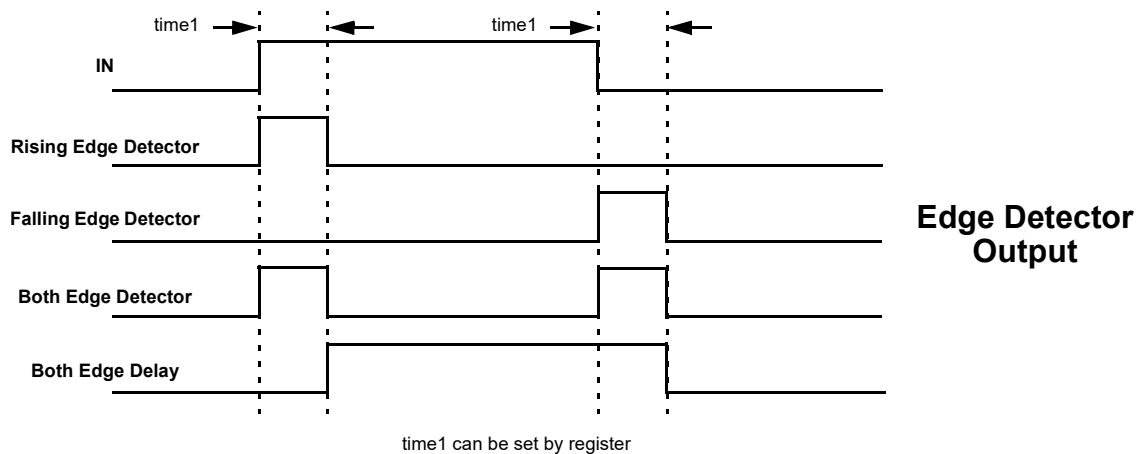 time1
time1
IN
Rising Edge Detector
Falling Edge Detector
Both Edge Detector
Both Edge Delay
Edge Detector
Output
time1 can be set by register